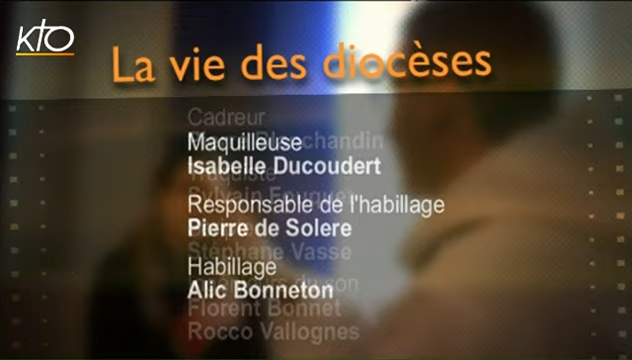 KTO
La vie des diocèses
Cadreur
Maquilleuse
Isabelle Ducoudert
Responsable de l'habillage
Pierre de Solere
Stéphane Vasse
Habillage
Alic Bonneton
Florent Bonnet
Rocco Vallognes